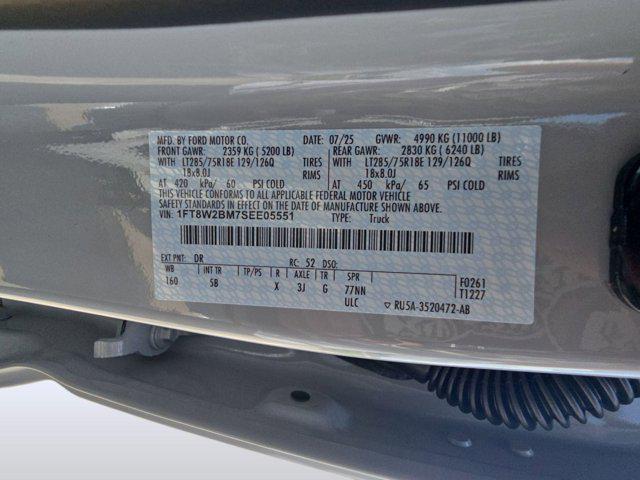 MFD. BY FORD MOTOR CO. DATE: 07/25 GVWR: 4990 KG (11000 LB)
FRONT GAWR: 2359 KG ( 5200 LB) REAR GAWR: 2830 KG ( 6240 LB)
WITH LT285/75R18E 129/126Q TIRES WITH LT285/75R18E 129/126Q TIRES
18x8.0J RIMS 18x8.0J RIMS
AT 420 kPa/ 60 PSI COLD AT 450 kPa/ 65 PSI COLD
THIS VEHICLE CONFORMS TO ALL APPLICABLE FEDERAL MOTOR VEHICLE
SAFETY STANDARDS IN EFFECT ON THE DATE OF MANUFACTURE SHOWN ABOVE.
VIN: 1FT8W2BM7SEE05551 TYPE: Truck
EXT PNT: DR RC: 52 DSO:
WB INT TR TP/PS R AXLE TR SPR F0261
160 5B X 3J G 77NN T1227
ULC ▽ RU5A-3520472-AB